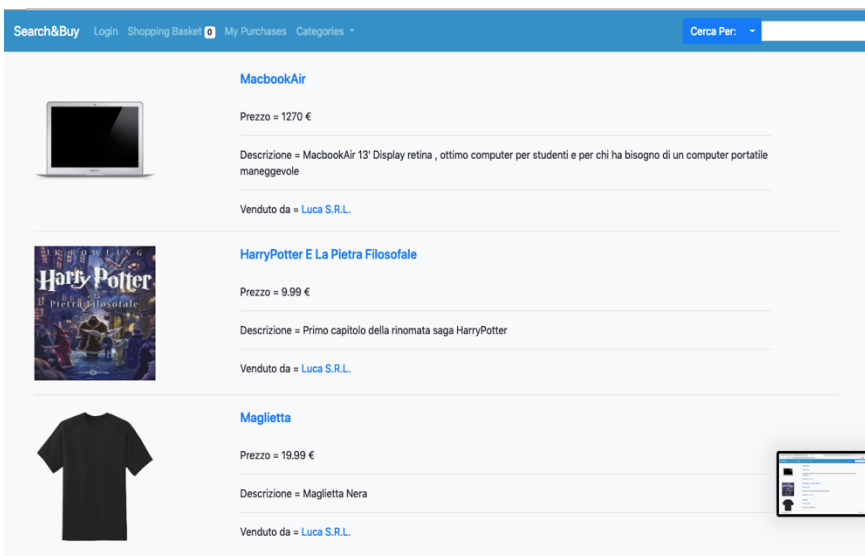 Search&Buy Login Shopping Basket 0 My Purchases Categories Cerca Per:
MacbookAir
Prezzo = 1270 €
Descrizione = MacbookAir 13' Display retina , ottimo computer per studenti e per chi ha bisogno di un computer portatile
maneggevole
Venduto da = Luca S.R.L.
J.K. ROWLING
Harry Potter
e la
Pietra Filosofale
HarryPotter E La Pietra Filosofale
Prezzo = 9.99 €
Descrizione = Primo capitolo della rinomata saga HarryPotter
Venduto da = Luca S.R.L.
Maglietta
Prezzo = 19.99 €
Descrizione = Maglietta Nera
Venduto da = Luca S.R.L.